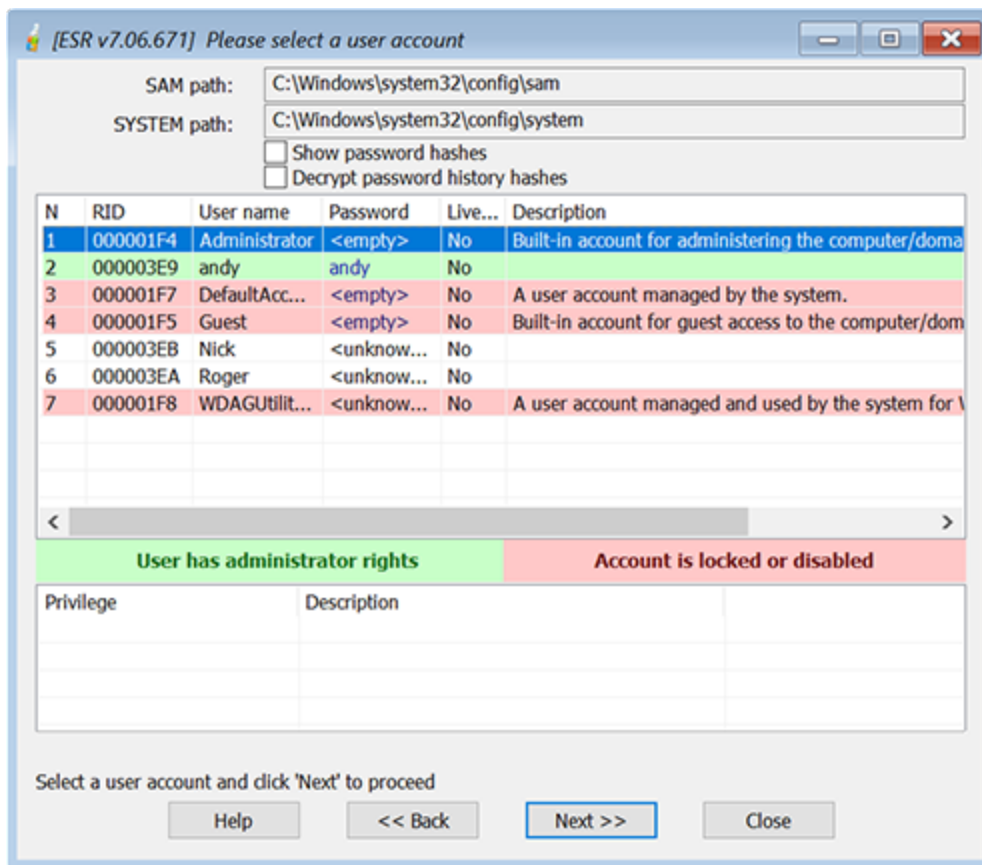 [ESR v7.06.671] Please select a user account
SAM path: C:\Windows\system32\config\sam
SYSTEM path: C:\Windows\system32\config\system
Show password hashes
Decrypt password history hashes
N RID User name Password Live... Description
1 000001F4 Administrator <empty> No Built-in account for administering the computer/doma
2 000003E9 andy andy No
3 000001F7 DefaultAcc... <empty> No A user account managed by the system.
4 000001F5 Guest <empty> No Built-in account for guest access to the computer/dom
5 000003EB Nick <unknow... No
6 000003EA Roger <unknow... No
7 000001F8 WDAGUtilit... <unknow... No A user account managed and used by the system for
User has administrator rights Account is locked or disabled
Privilege Description
Select a user account and click 'Next' to proceed
Help << Back Next >> Close